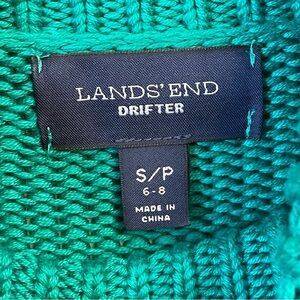 LANDS' END
DRIFTER
S/P
6-8
MADE IN
CHINA